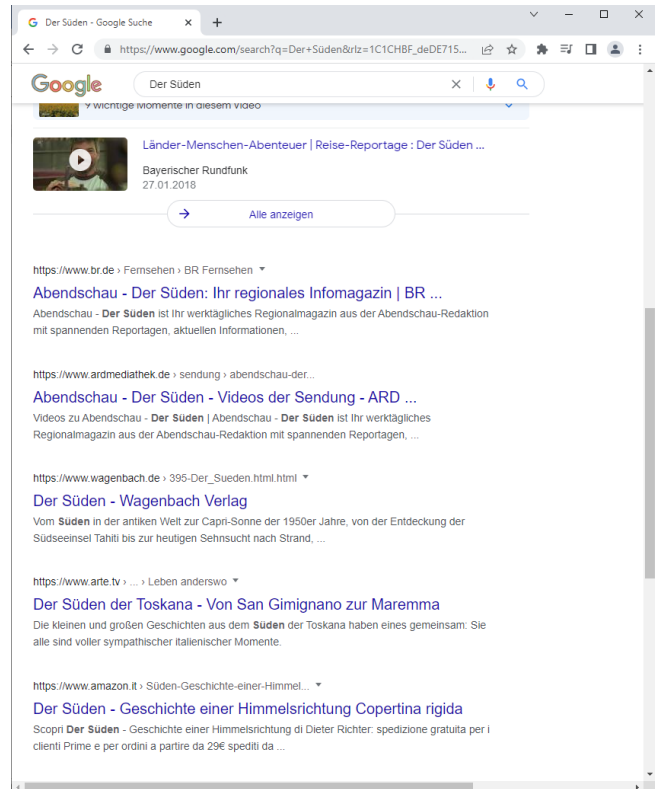 Der Süden - Google Suche
https://www.google.com/search?q=Der+Süden&rlz=1C1CHBF_deDE715...
Google
Der Süden
9 wichtige Momente in diesem Video
Länder-Menschen-Abenteuer | Reise-Reportage : Der Süden ...
Bayerischer Rundfunk
27.01.2018
Alle anzeigen
https://www.br.de › Fernsehen › BR Fernsehen
Abendschau - Der Süden: Ihr regionales Infomagazin | BR ...
Abendschau - Der Süden ist Ihr werktägliches Regionalmagazin aus der Abendschau-Redaktion
mit spannenden Reportagen, aktuellen Informationen, ...
https://www.ardmediathek.de › sendung › abendschau-der...
Abendschau - Der Süden - Videos der Sendung - ARD ...
Videos zu Abendschau - Der Süden | Abendschau - Der Süden ist Ihr werktägliches
Regionalmagazin aus der Abendschau-Redaktion mit spannenden Reportagen, ...
https://www.wagenbach.de › 395-Der_Sueden.html.html
Der Süden - Wagenbach Verlag
Vom Süden in der antiken Welt zur Capri-Sonne der 1950er Jahre, von der Entdeckung der
Südseeinsel Tahiti bis zur heutigen Sehnsucht nach Strand, ...
https://www.arte.tv › ... › Leben anderswo
Der Süden der Toskana - Von San Gimignano zur Maremma
Die kleinen und großen Geschichten aus dem Süden der Toskana haben eines gemeinsam: Sie
alle sind voller sympathischer italienischer Momente.
https://www.amazon.it › Süden-Geschichte-einer-Himmel...
Der Süden - Geschichte einer Himmelsrichtung Copertina rigida
Scopri Der Süden - Geschichte einer Himmelsrichtung di Dieter Richter: spedizione gratuita per i
clienti Prime e per ordini a partire da 29€ spediti da ...